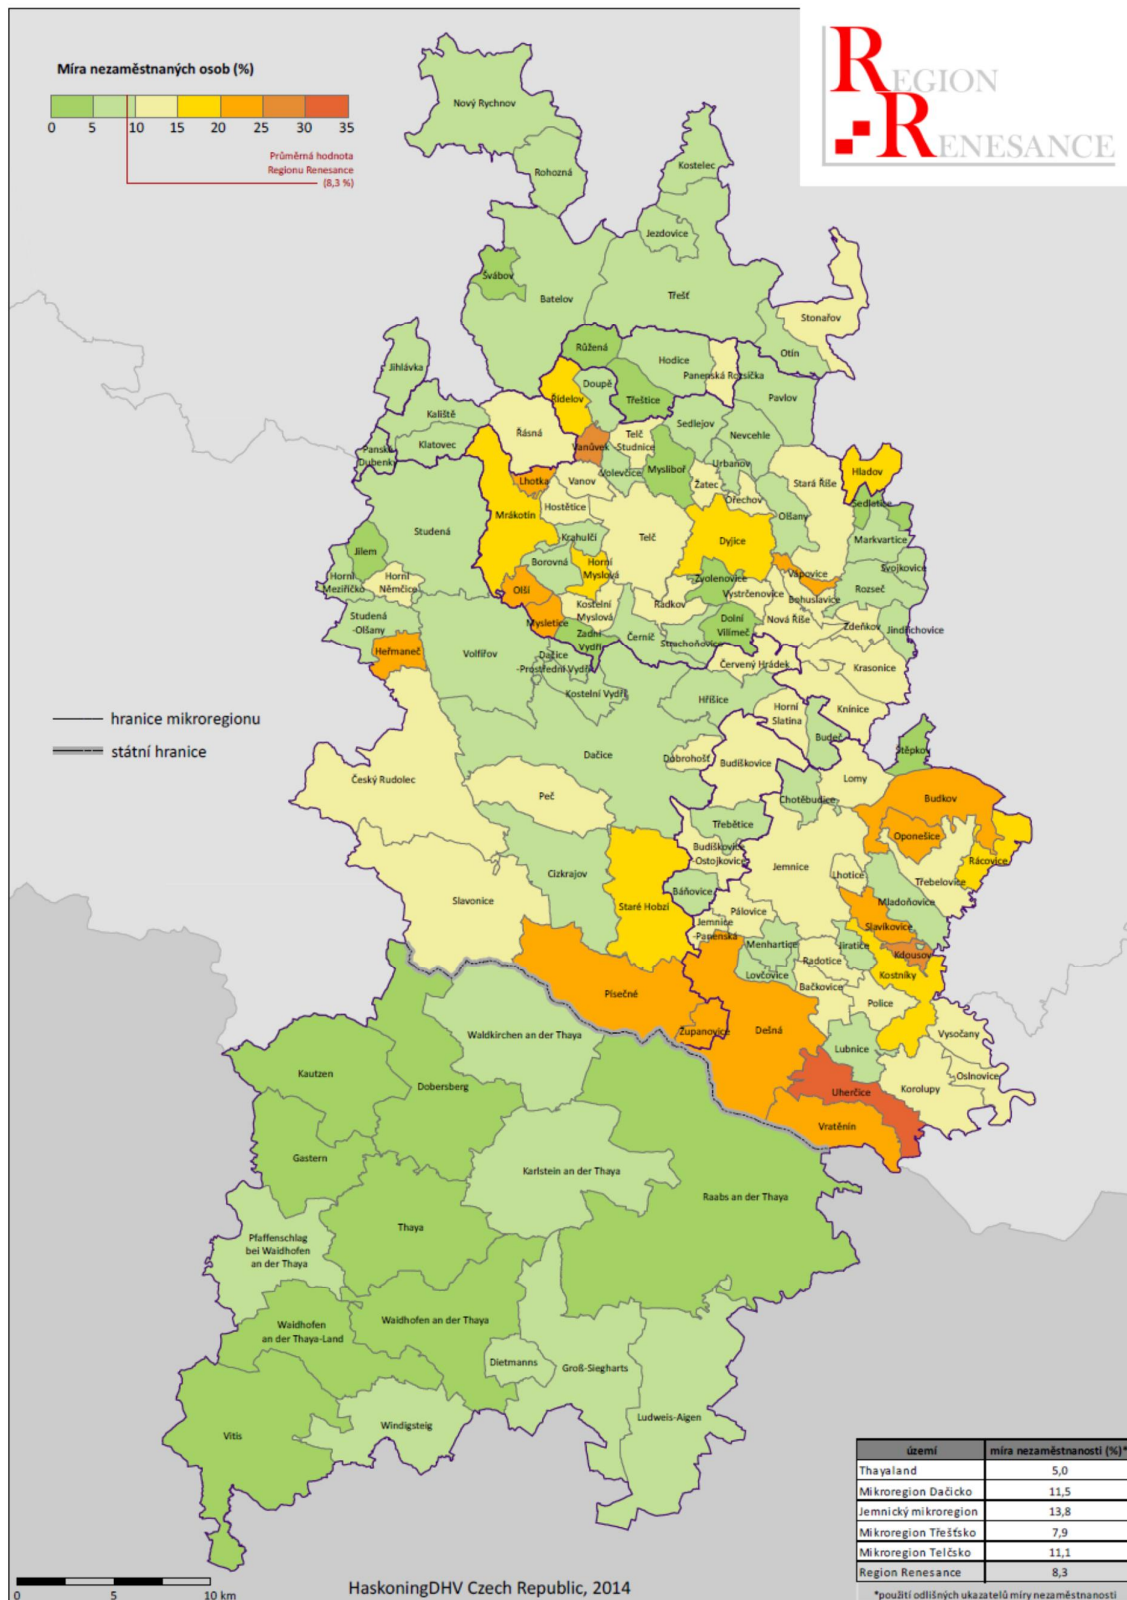 Míra nezaměstnaných osob (%)
0 5 10 15 20 25 30 35
Průměrná hodnota
Regionu Renesance
(8,3 %)
REGION
RENESANCE
Nový Rychnov
Rohozná
Kostelec
Jezdovice
Švábov
Batelov
Třešť
Stonařov
Otín
Jihlávka
Růžená
Hodice
Doupě
Panenská Rozsíčka
Řídelov
Třeštice
Pavlov
Kaliště
Řásná
Telč
Studnice
Sedlejov
Nevcehle
Klatovec
Panské
Dubenky
Vanůvek
Volevčice
Mysliboř
Urbanov
Stará Říše
Hladov
Lhotka
Vanov
Žatec
Ořechov
Sedlatice
Mrákotín
Hostětice
Olšany
Studená
Krahulčí
Telč
Dyjice
Markvartice
Jilem
Borovná
Horní
Myslová
Svojkovice
Horní
Meziříčko
Horní
Němčice
Olší
Zvolenovice
Vápovice
Rozseč
Vystrčenovice
Bohuslavice
Kostelní
Myslová
Radkov
Studená
-Olšany
Mysletice
Dolní
Vilímeč
Nová Říše
Zdeňkov
Jindřichovice
Zadní
Vydří
Černíč
Strachoňovice
Heřmaneč
Volfířov
Dačice
-Prostřední Vydří
Červený Hrádek
Krasonice
Kostelní Vydří
Hříšice
Horní
Slatina
Knínice
Budeč
Štěpkov
Dačice
Dobrohošť
Budíškovice
Český Rudolec
Lomy
Peč
Chotěbudice
Budkov
Třebětice
Oponešice
Budíškovice
-Ostojkovice
Rácovice
Jemnice
Lhotice
Třebelovice
Slavonice
Cizkrajov
Staré Hobzí
Báňovice
Mladoňovice
Pálovice
Jemnice
-Panenská
Slavíkovice
Menhartice
Jiratice
Kdousov
Radotice
Lovčovice
Kostníky
Bačkovice
Písečné
Police
Županovice
Dešná
Vysočany
Lubnice
Oslnovice
Uherčice
Korolupy
Vratěnín
hranice mikroregionu
státní hranice
Waldkirchen an der Thaya
Kautzen
Dobersberg
Gastern
Karlstein an der Thaya
Raabs an der Thaya
Thaya
Pfaffenschlag
bei Waidhofen
an der Thaya
Waidhofen
an der Thaya-Land
Waidhofen an der Thaya
Dietmanns
Groß-Siegharts
Ludweis-Aigen
Vitis
Windigsteig
území míra nezaměstnanosti (%)*
Thayaland 5,0
Mikroregion Dačicko 11,5
Jemnický mikroregion 13,8
Mikroregion Třešťsko 7,9
Mikroregion Telčsko 11,1
Region Renesance 8,3
*použití odlišných ukazatelů míry nezaměstnanosti
0 5 10 km
HaskoningDHV Czech Republic, 2014